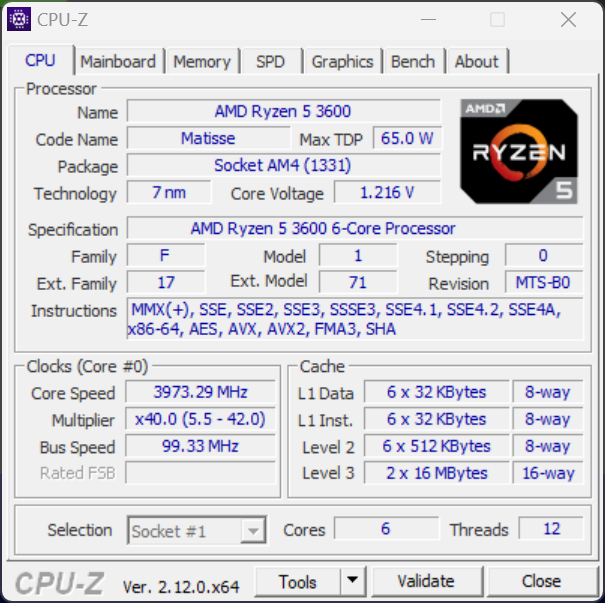 CPU-Z
CPU Mainboard Memory SPD Graphics Bench About
Processor
Name AMD Ryzen 5 3600
Code Name Matisse Max TDP 65.0 W
Package Socket AM4 (1331)
Technology 7 nm Core Voltage 1.216 V
AMD
RYZEN
5
Specification AMD Ryzen 5 3600 6-Core Processor
Family F Model 1 Stepping 0
Ext. Family 17 Ext. Model 71 Revision MTS-B0
Instructions MMX(+), SSE, SSE2, SSE3, SSSE3, SSE4.1, SSE4.2, SSE4A,
x86-64, AES, AVX, AVX2, FMA3, SHA
Clocks (Core #0)
Core Speed 3973.29 MHz
Multiplier x40.0 (5.5 - 42.0)
Bus Speed 99.33 MHz
Rated FSB
Cache
L1 Data 6 x 32 KBytes 8-way
L1 Inst. 6 x 32 KBytes 8-way
Level 2 6 x 512 KBytes 8-way
Level 3 2 x 16 MBytes 16-way
Selection Socket #1 Cores 6 Threads 12
CPU-Z Ver. 2.12.0.x64 Tools Validate Close